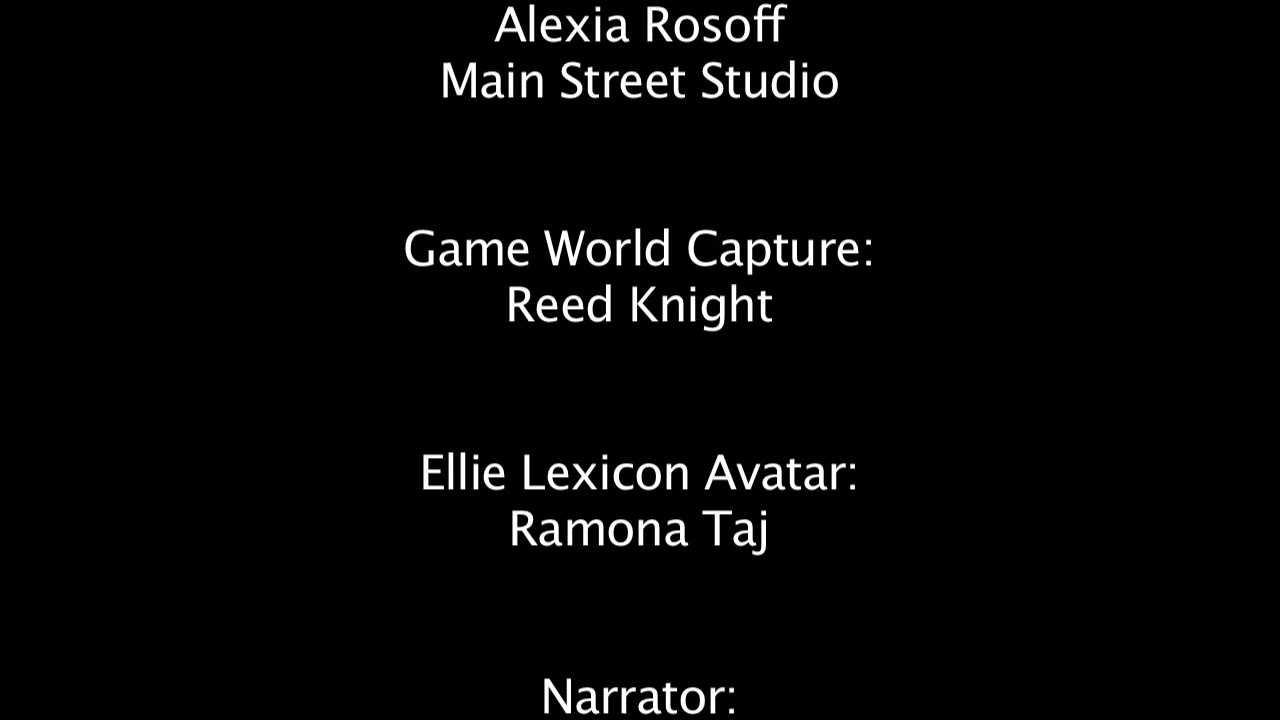 Alexia Rosoff
Main Street Studio
Game World Capture:
Reed Knight
Ellie Lexicon Avatar:
Ramona Taj
Narrator: